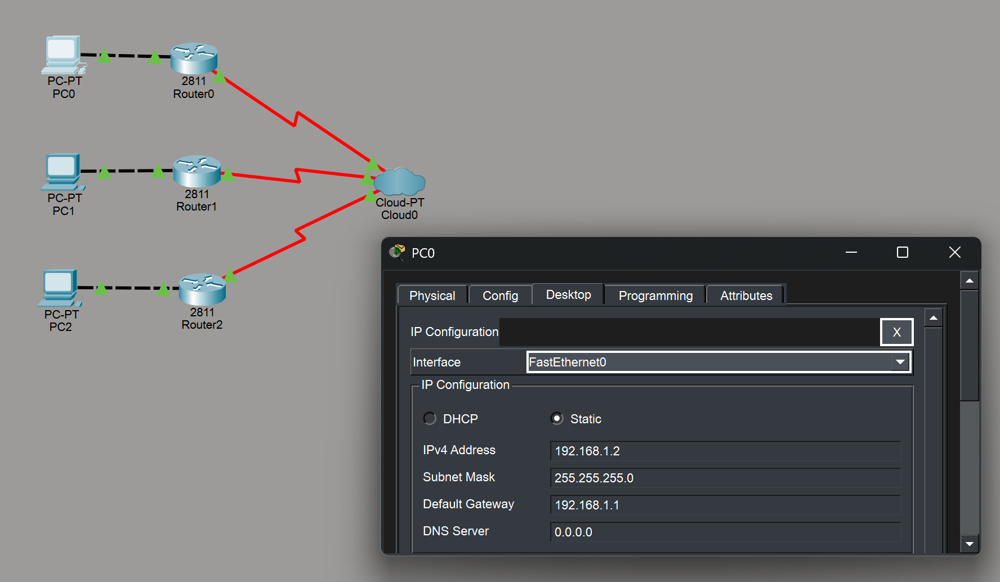 PC-PT
PC0
2811
Router0
PC-PT
PC1
2811
Router1
Cloud-PT
Cloud0
PC-PT
PC2
2811
Router2
PC0
Physical
Config
Desktop
Programming
Attributes
IP Configuration
X
Interface
FastEthernet0
IP Configuration
DHCP
Static
IPv4 Address
192.168.1.2
Subnet Mask
255.255.255.0
Default Gateway
192.168.1.1
DNS Server
0.0.0.0